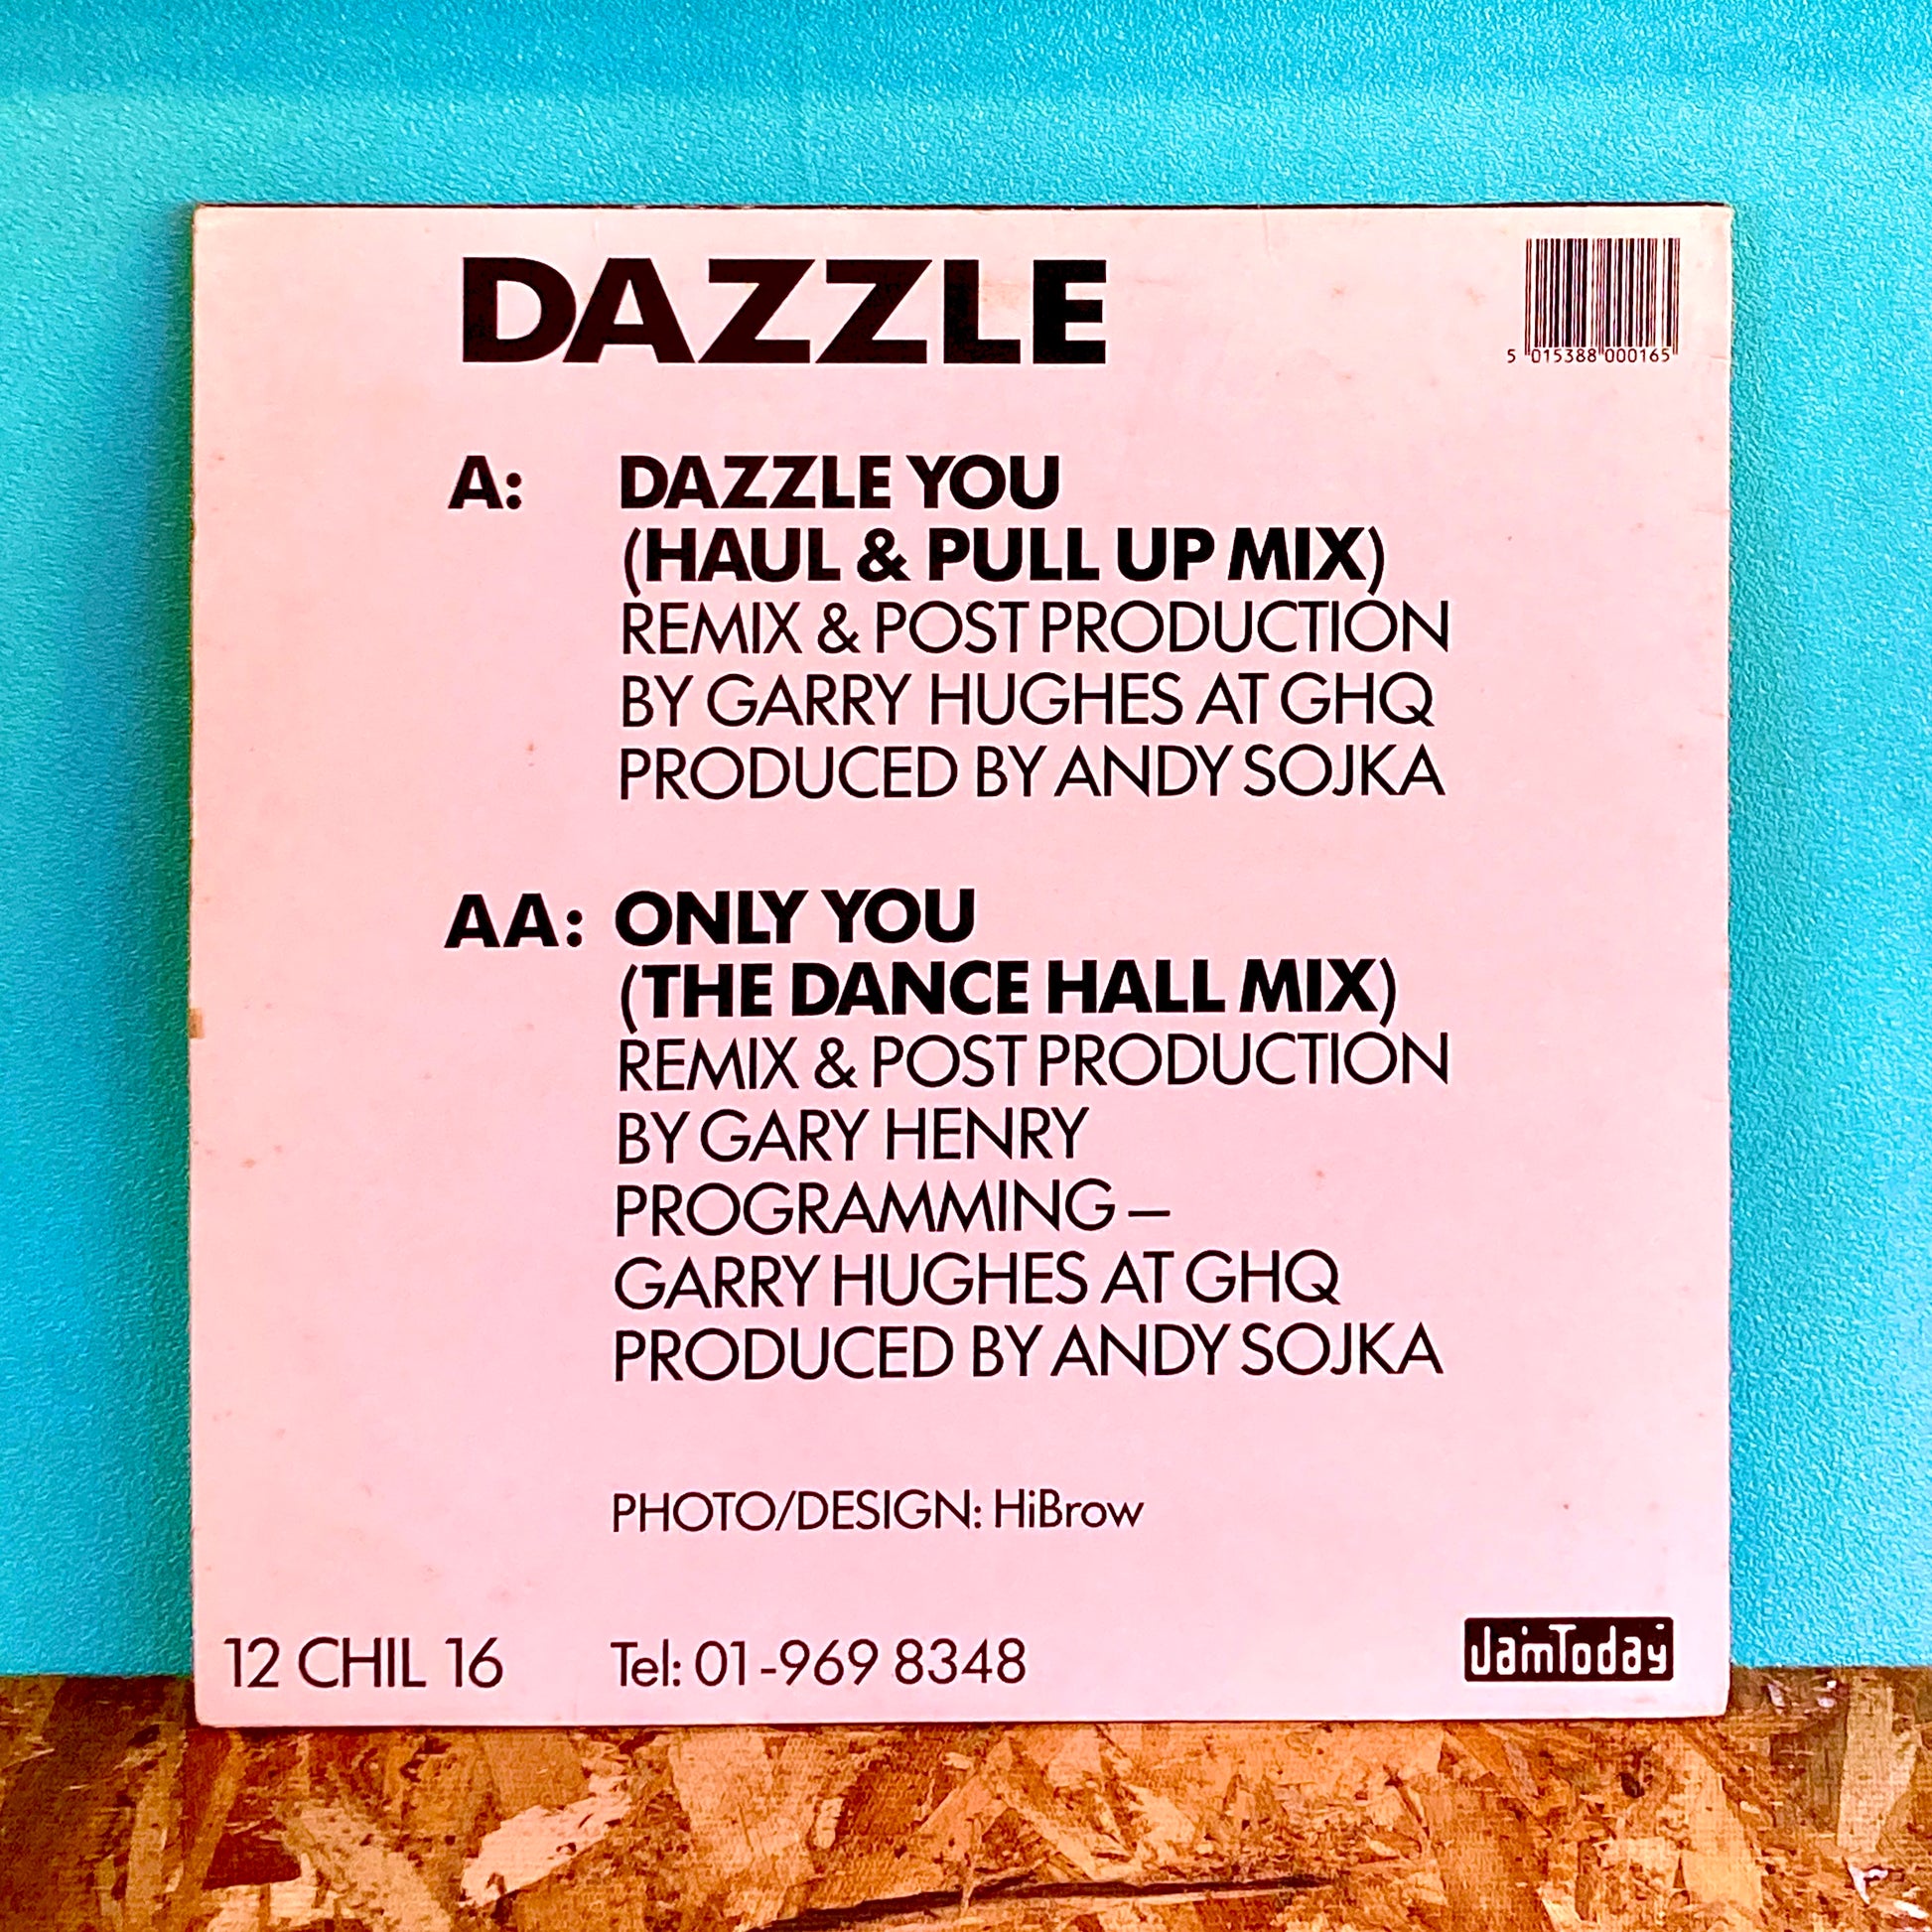 DAZZLE
5 015388 000165
A: DAZZLE YOU
(HAUL & PULL UP MIX)
REMIX & POST PRODUCTION
BY GARRY HUGHES AT GHQ
PRODUCED BY ANDY SOJKA
AA: ONLY YOU
(THE DANCE HALL MIX)
REMIX & POST PRODUCTION
BY GARY HENRY
PROGRAMMING –
GARRY HUGHES AT GHQ
PRODUCED BY ANDY SOJKA
PHOTO/DESIGN: HiBrow
12 CHIL 16 Tel: 01-969 8348
JamToday